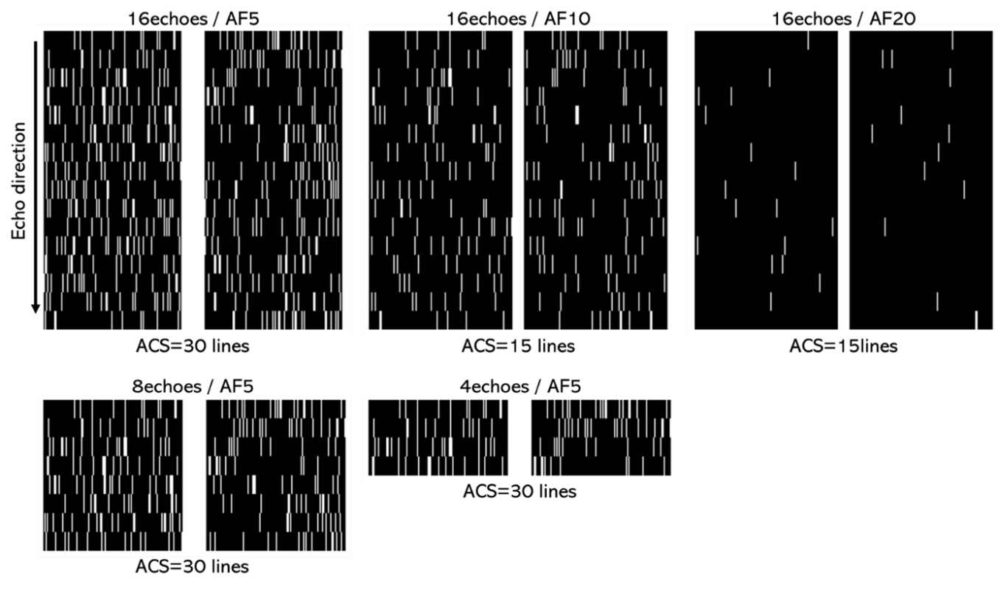 16echoes / AF5
16echoes / AF10
16echoes / AF20
Echo direction
ACS=30 lines
ACS=15 lines
ACS=15lines
8echoes / AF5
4echoes / AF5
ACS=30 lines
ACS=30 lines